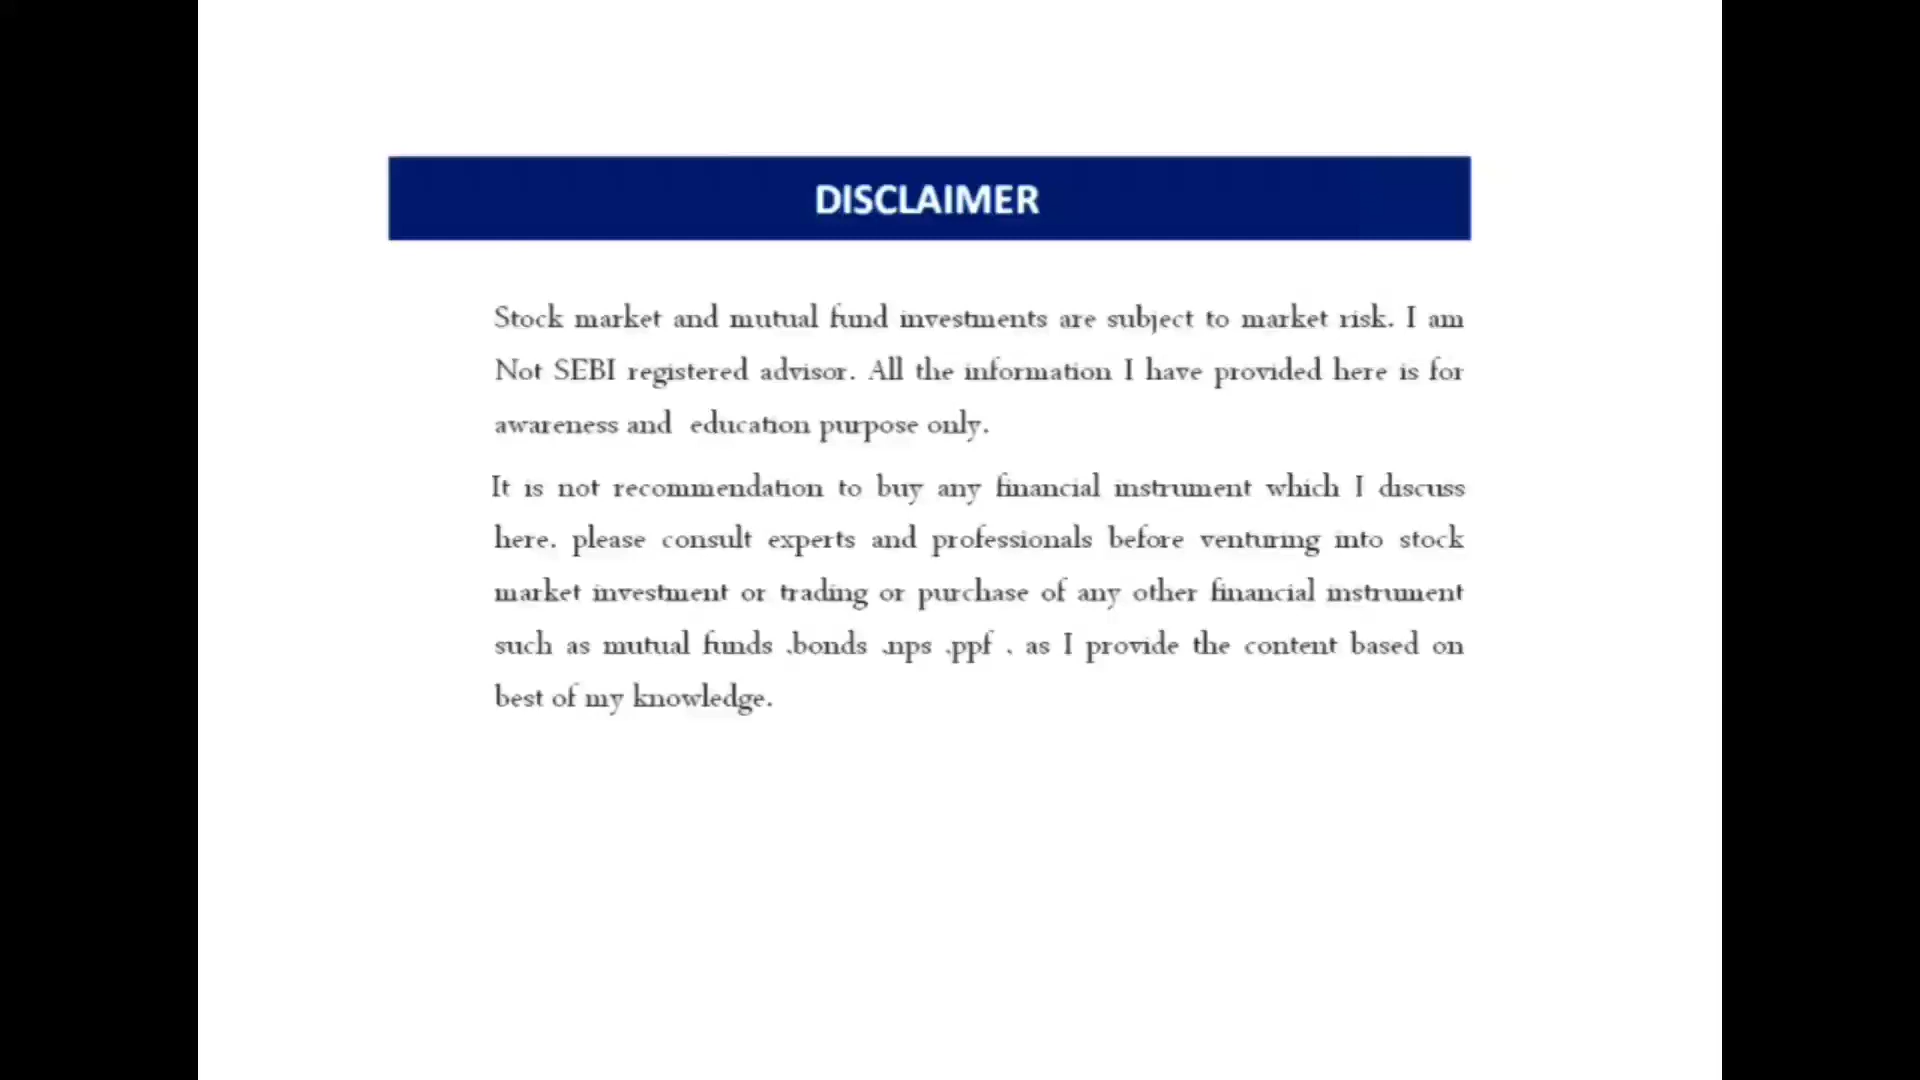 DISCLAIMER
Stock market and mutual fund investments are subject to market risk. I am
Not SEBI registered advisor. All the information I have provided here is for
awareness and education purpose only.
It is not recommendation to buy any financial instrument which I discuss
here. please consult experts and professionals before venturing into stock
market investment or trading or purchase of any other financial instrument
such as mutual funds .bonds .nps .ppf . as I provide the content based on
best of my knowledge.